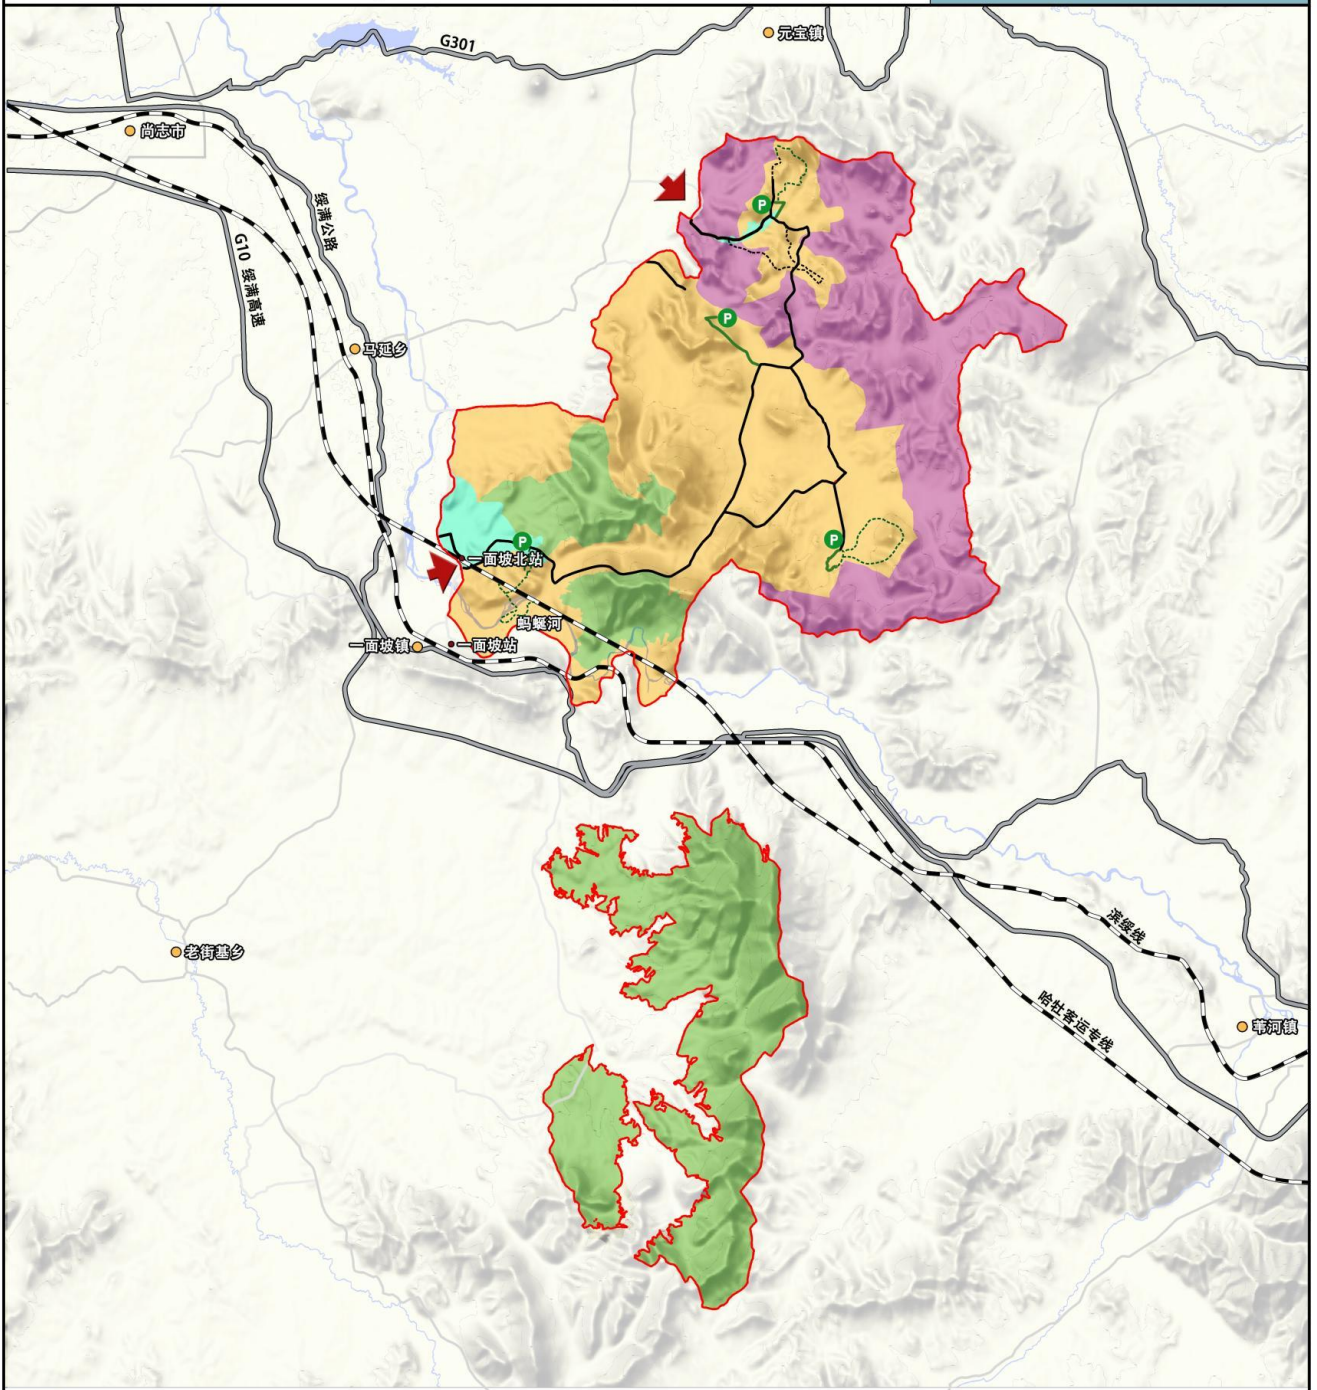 元宝镇
G301
尚志市
绥满公路
P
G10 绥满高速
P
马延乡
P
P
一面坡北站
蚂蜒河
一面坡镇
一面坡站
滨绥线
老街基乡
哈牡客运专线
苇河镇